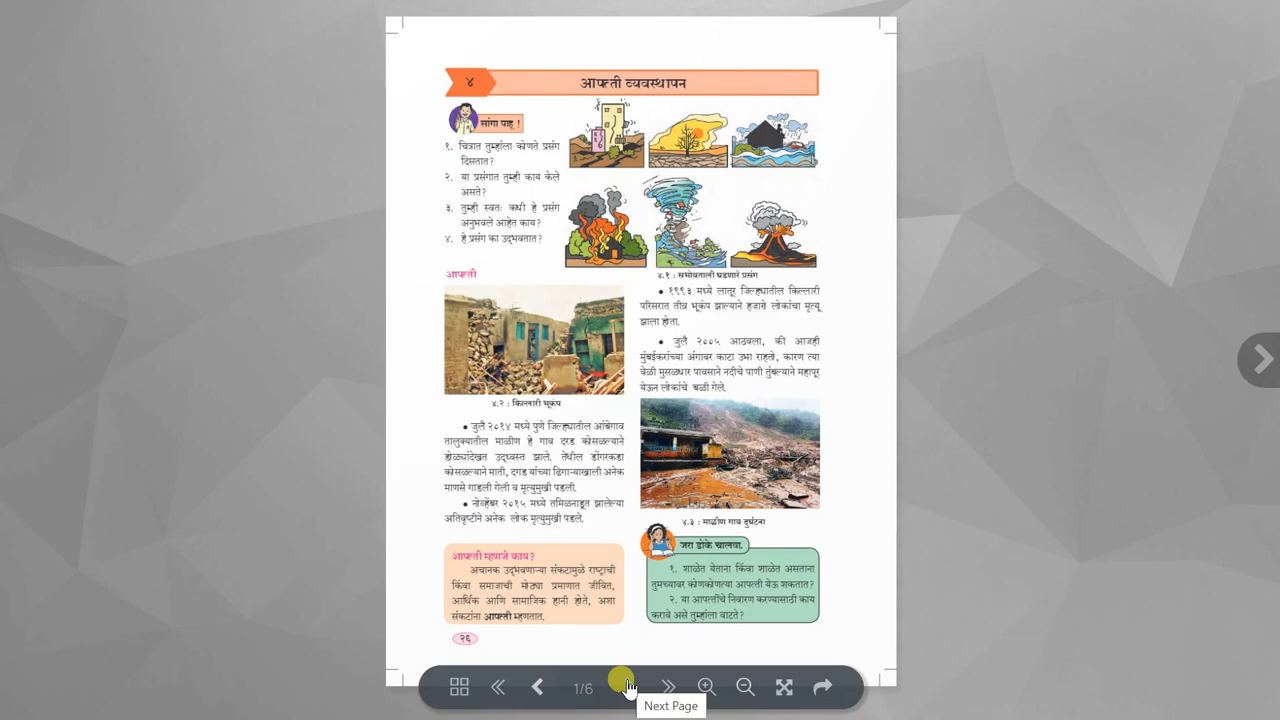 ४
आपत्ती व्यवस्थापन
सांगा पाहू !
१. चित्रात तुम्हांला कोणते प्रसंग
दिसतात?
२. या प्रसंगात तुम्ही काय केले
असते?
३. तुम्ही स्वतः कधी हे प्रसंग
अनुभवले आहेत काय?
४. हे प्रसंग का उद्‌भवतात?
४.१ : सभोवताली घडणारे प्रसंग
आपत्ती
४.२ : किल्लारी भूकंप
● जुलै २०१४ मध्ये पुणे जिल्ह्यातील आंबेगाव
तालुक्यातील माळीण हे गाव दरड कोसळल्याने
डोळ्यांदेखत उद्‌ध्वस्त झाले. तेथील डोंगरकडा
कोसळल्याने माती, दगड यांच्या ढिगाऱ्याखाली अनेक
माणसे गाडली गेली व मृत्युमुखी पडली.
● नोव्हेंबर २०१५ मध्ये तमिळनाडूत झालेल्या
अतिवृष्टीने अनेक लोक मृत्युमुखी पडले.
आपत्ती म्हणजे काय?
अचानक उद्‌भवणाऱ्या संकटामुळे राष्ट्राची
किंवा समाजाची मोठ्या प्रमाणात जीवित,
आर्थिक आणि सामाजिक हानी होते, अशा
संकटांना आपत्ती म्हणतात.
२६
● १९९३ मध्ये लातूर जिल्ह्यातील किल्लारी
परिसरात तीव्र भूकंप झाल्याने हजारो लोकांचा मृत्यू
झाला होता.
● जुलै २००५ आठवला, की आजही
मुंबईकरांच्या अंगावर काटा उभा राहतो, कारण त्या
वेळी मुसळधार पावसाने नदीचे पाणी तुंबल्याने महापूर
येऊन लोकांचे बळी गेले.
४.३ : माळीण गाव दुर्घटना
जरा डोके चालवा.
१. शाळेत येताना किंवा शाळेत असताना
तुमच्यावर कोणकोणत्या आपत्ती येऊ शकतात?
२. या आपत्तींचे निवारण करण्यासाठी काय
करावे असे तुम्हांला वाटते?
1/6
Next Page